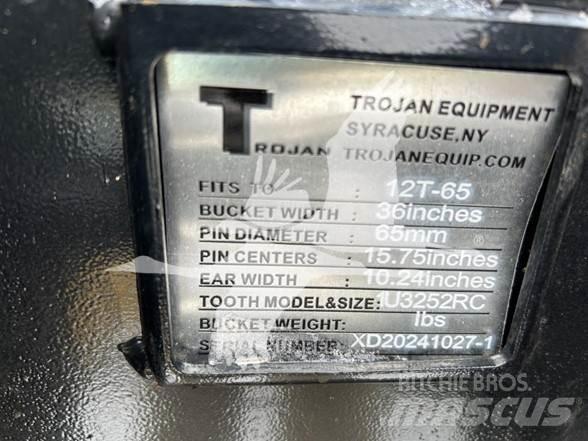 T
TROJAN
TROJAN EQUIPMENT
SYRACUSE,NY
TROJANEQUIP.COM
FITS TO : 12T-65
BUCKET WIDTH : 36inches
PIN DIAMETER : 65mm ®
PIN CENTERS : 15.75inches
EAR WIDTH : 10.24inches
TOOTH MODEL&SIZE: U3252RC
BUCKET WEIGHT: lbs
SERIAL NUMBER: XD20241027-1
RITCHIE BROS.
MASCUS